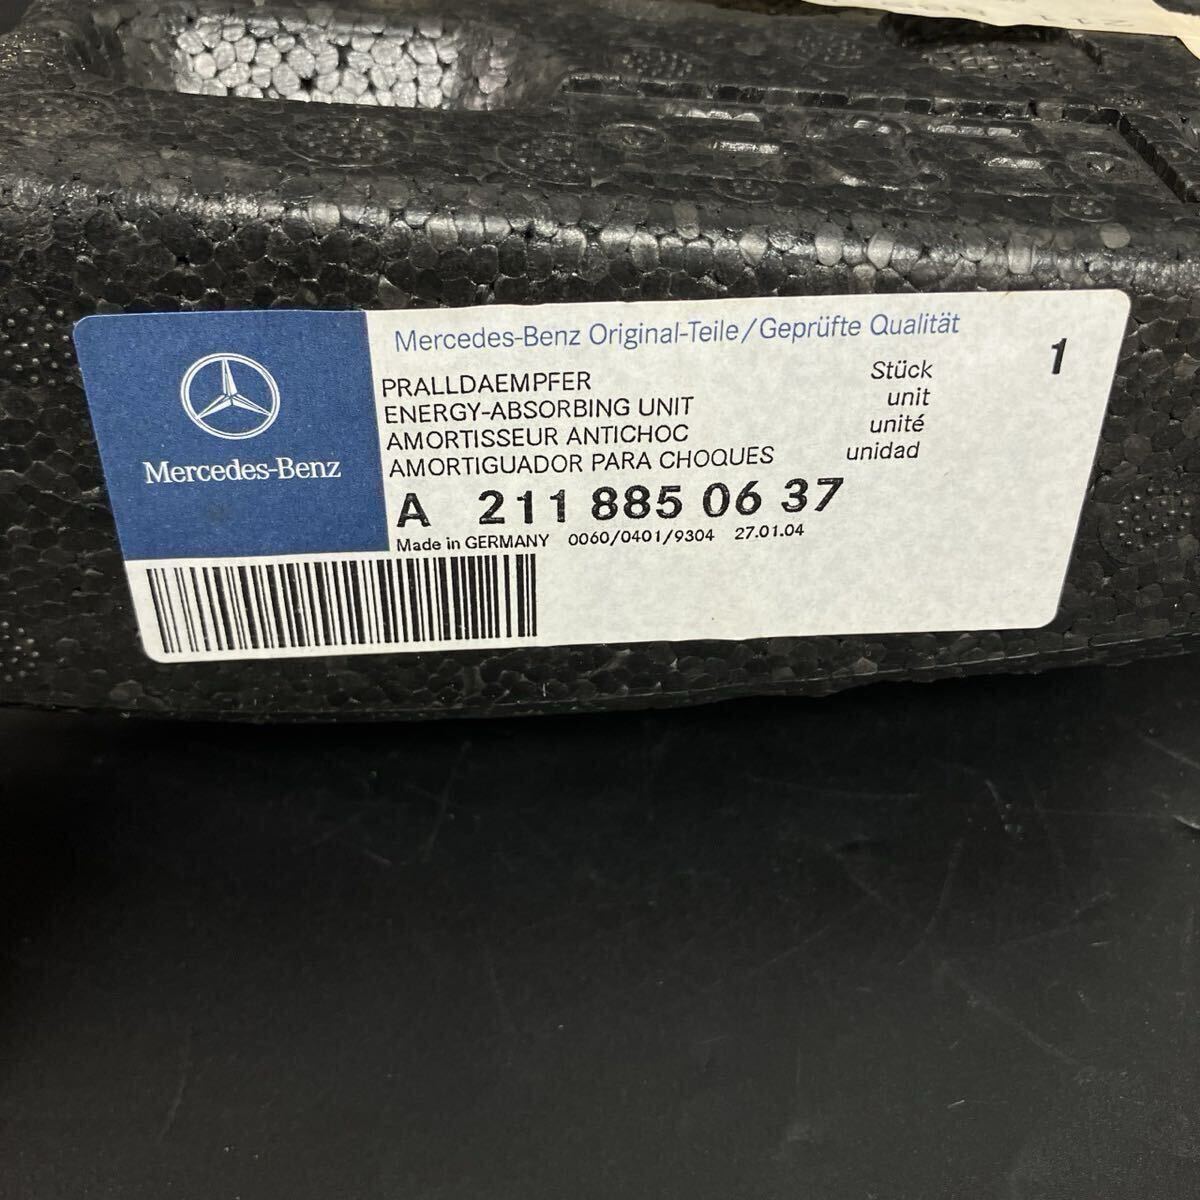 Mercedes-Benz
Mercedes-Benz Original-Teile/Geprüfte Qualität
PRALLDAEMPFER Stück 1
ENERGY-ABSORBING UNIT unit
AMORTISSEUR ANTICHOC unité
AMORTIGUADOR PARA CHOQUES unidad
A 211 885 06 37
Made in GERMANY 0060/0401/9304 27.01.04